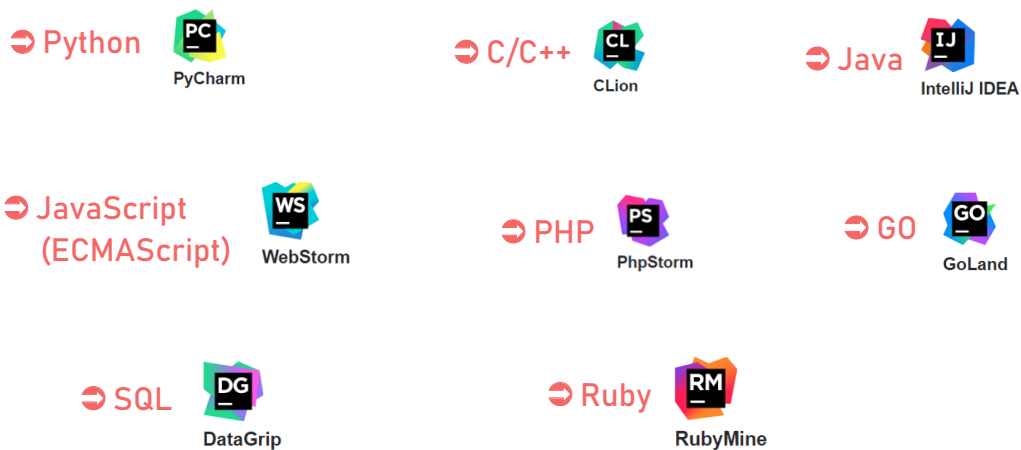 Python
PC
PyCharm
C/C++
CL
CLion
Java
IJ
IntelliJ IDEA
JavaScript
(ECMAScript)
WS
WebStorm
PHP
PS
PhpStorm
GO
GO
GoLand
SQL
DG
DataGrip
Ruby
RM
RubyMine